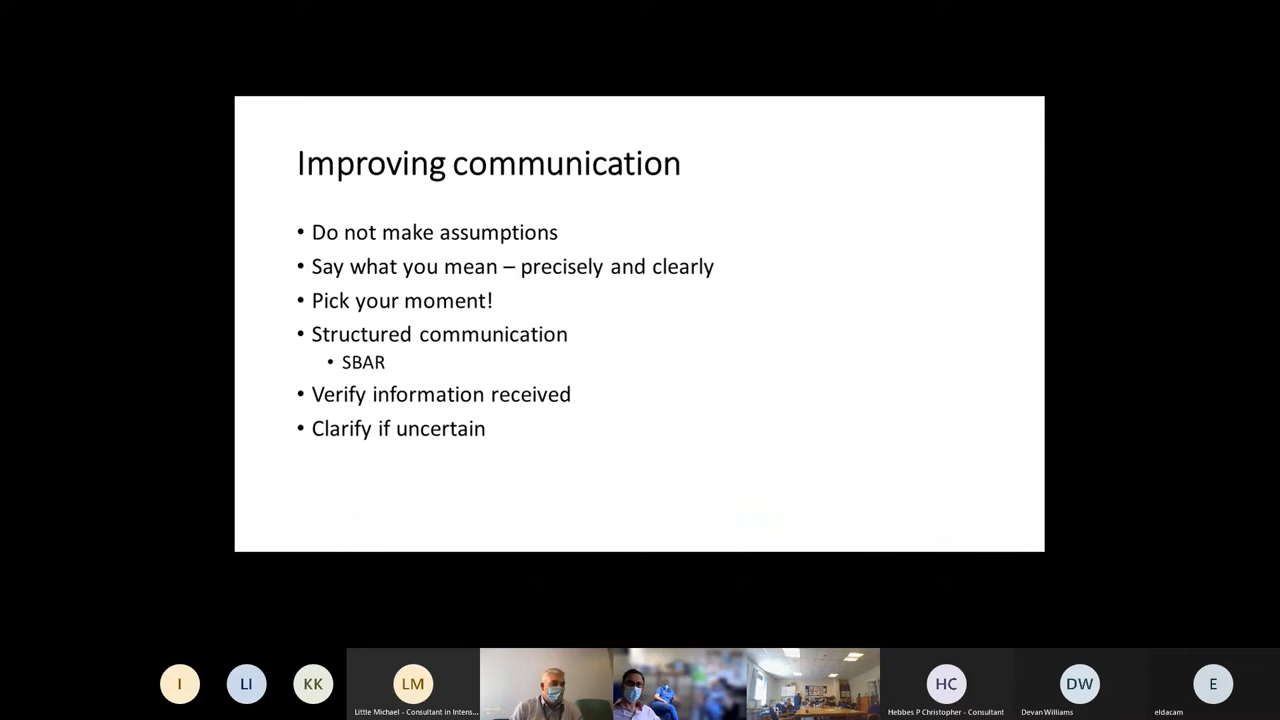 Improving communication
• Do not make assumptions
• Say what you mean – precisely and clearly
• Pick your moment!
• Structured communication
• SBAR
• Verify information received
• Clarify if uncertain
I
LI
KK
LM
HC
DW
E
Little Michael - Consultant in Intens...
Hebbes P Christopher - Consultant
Devan Williams
eldacam